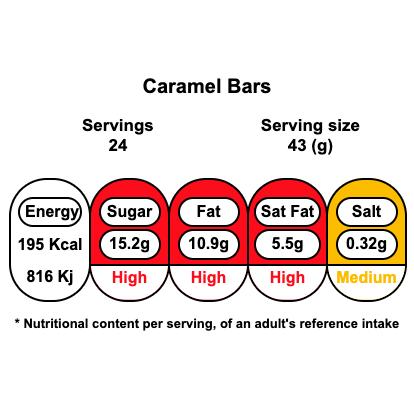 Caramel Bars
Servings
24
Serving size
43 (g)
Energy
195 Kcal
816 Kj
Sugar
15.2g
High
Fat
10.9g
High
Sat Fat
5.5g
High
Salt
0.32g
Medium
* Nutritional content per serving, of an adult's reference intake